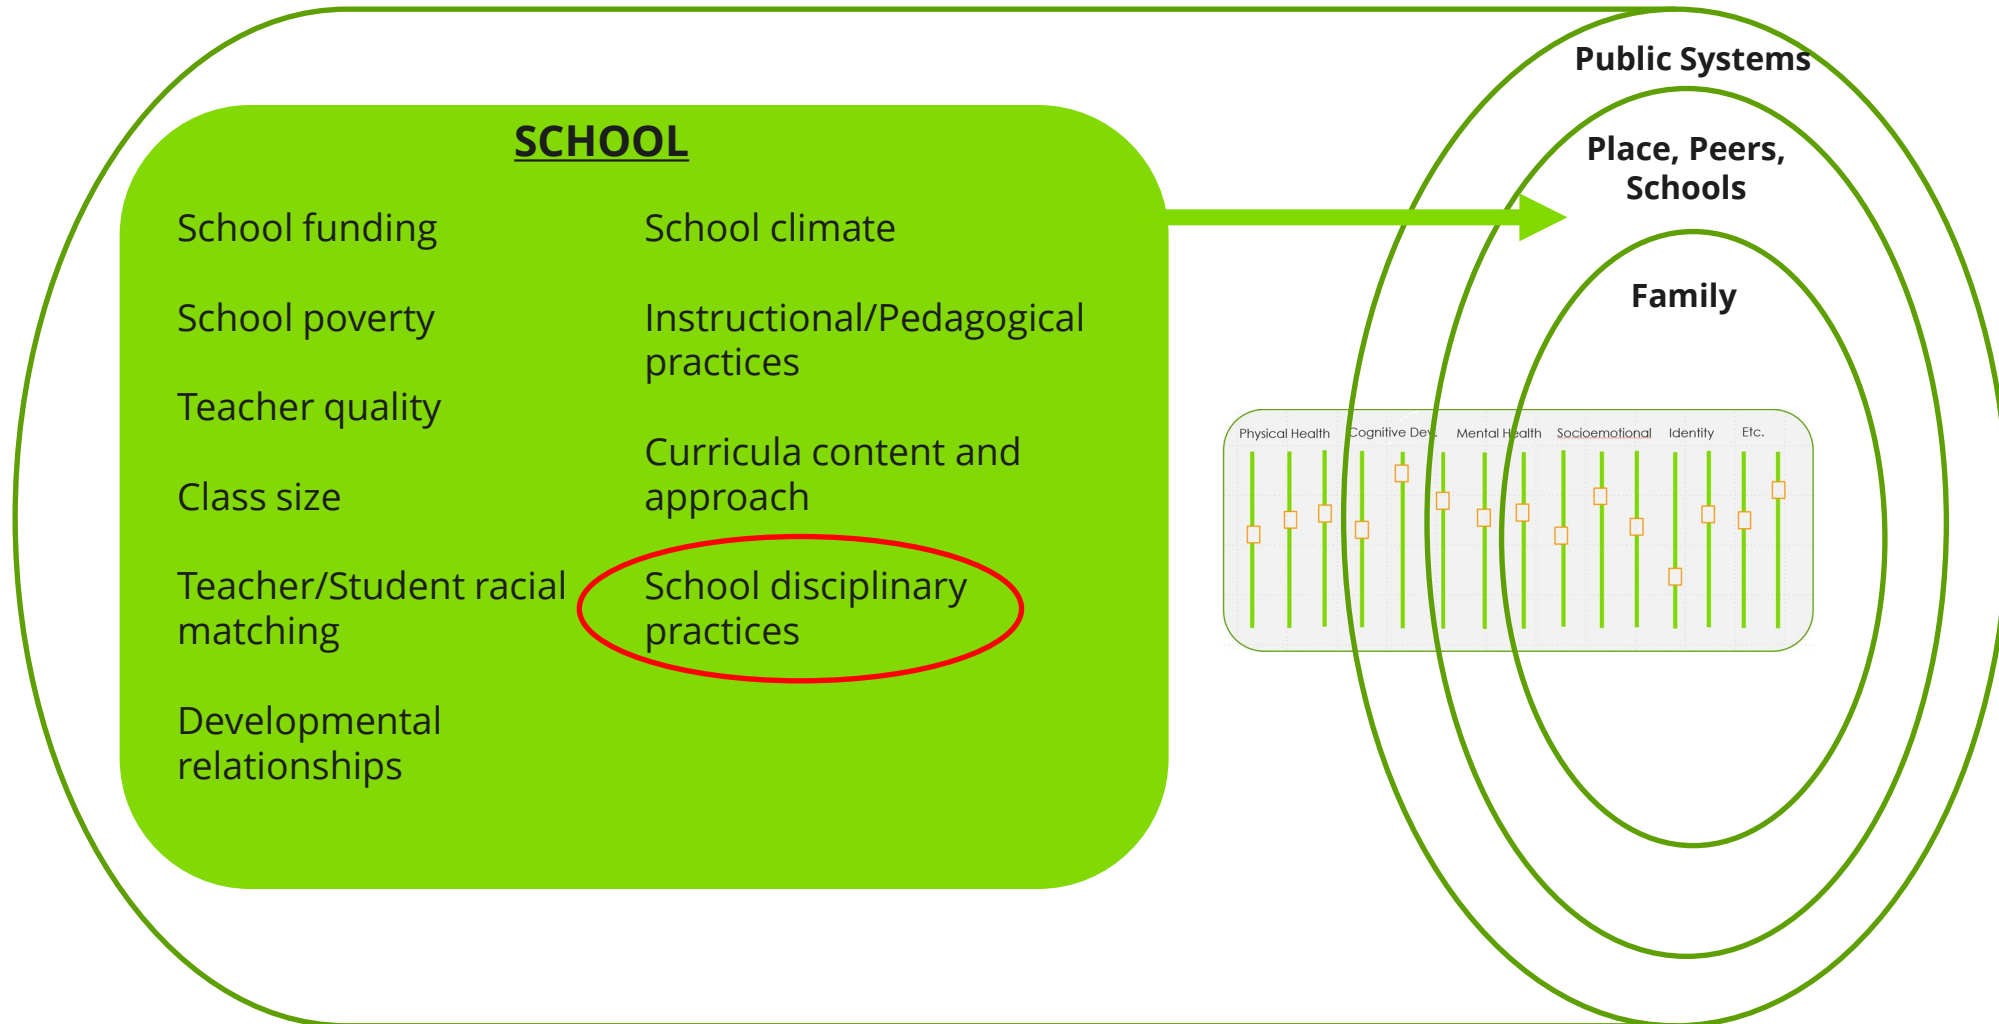 SCHOOL
School funding
School poverty
Teacher quality
Class size
Teacher/Student racial
matching
Developmental
relationships
School climate
Instructional/Pedagogical
practices
Curricula content and
approach
School disciplinary
practices
Public Systems
Place, Peers,
Schools
Family
Physical Health Cognitive Dev. Mental Health Socioemotional Identity Etc.